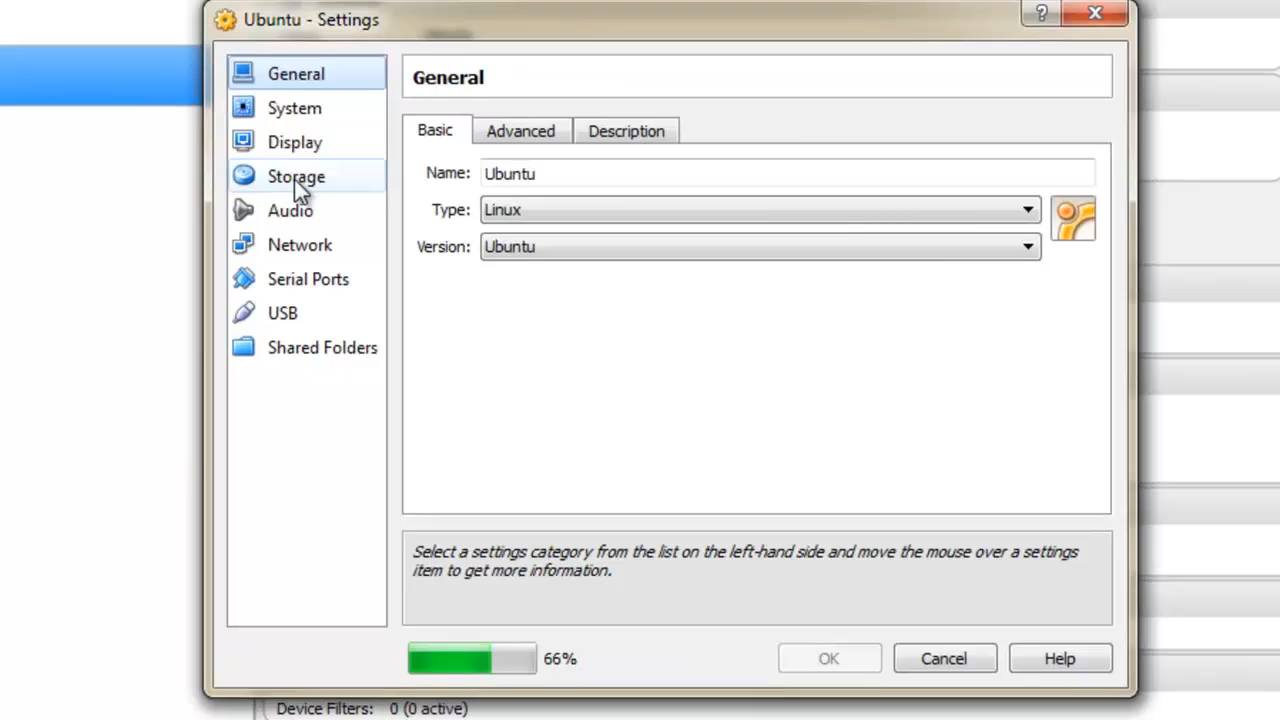 Ubuntu - Settings
General
System
Display
Storage
Audio
Network
Serial Ports
USB
Shared Folders
General
Basic
Advanced
Description
Name: Ubuntu
Type: Linux
Version: Ubuntu
Select a settings category from the list on the left-hand side and move the mouse over a settings
item to get more information.
66%
OK
Cancel
Help
Device Filters: 0 (0 active)